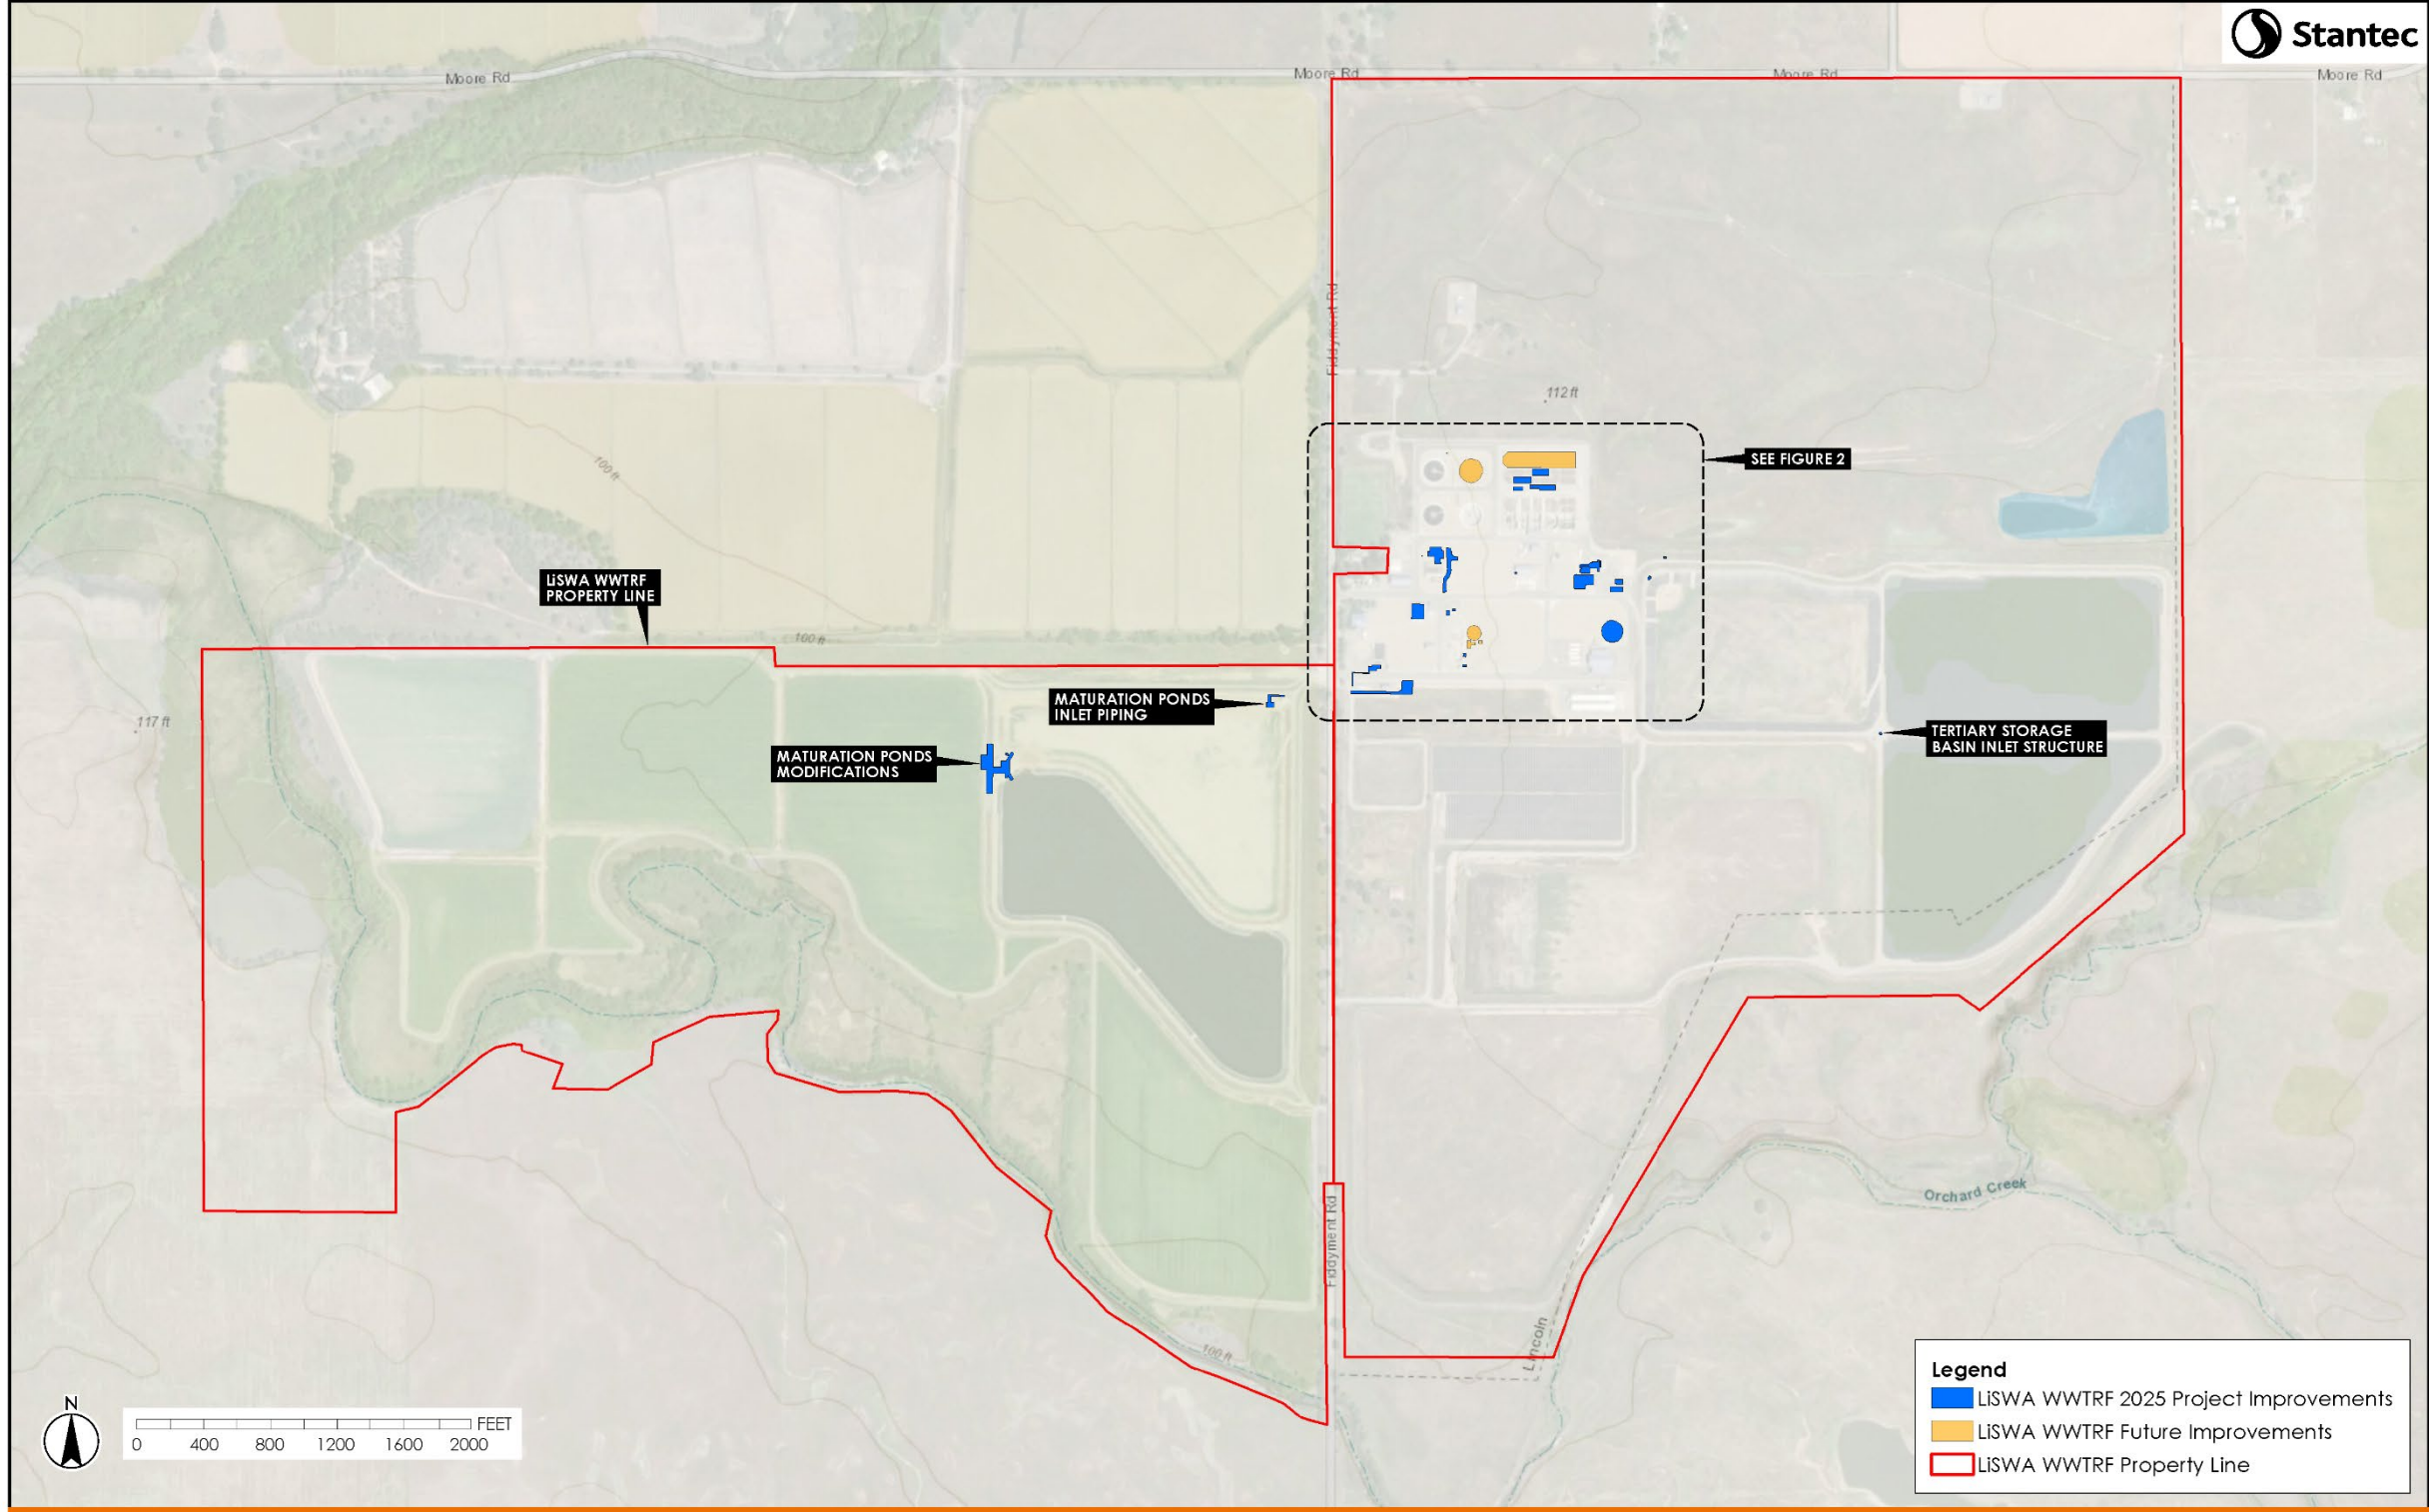 Stantec
Moore Rd
Moore Rd
Moore Rd
Moore Rd
Fiddyment Rd
112 ft
SEE FIGURE 2
100 ft
LiSWA WWTRF
PROPERTY LINE
100 ft
MATURATION PONDS
INLET PIPING
117 ft
TERTIARY STORAGE
BASIN INLET STRUCTURE
MATURATION PONDS
MODIFICATIONS
Orchard Creek
Fiddyment Rd
Lincoln
100 ft
Legend
LiSWA WWTRF 2025 Project Improvements
LiSWA WWTRF Future Improvements
LiSWA WWTRF Property Line
N
FEET
0 400 800 1200 1600 2000